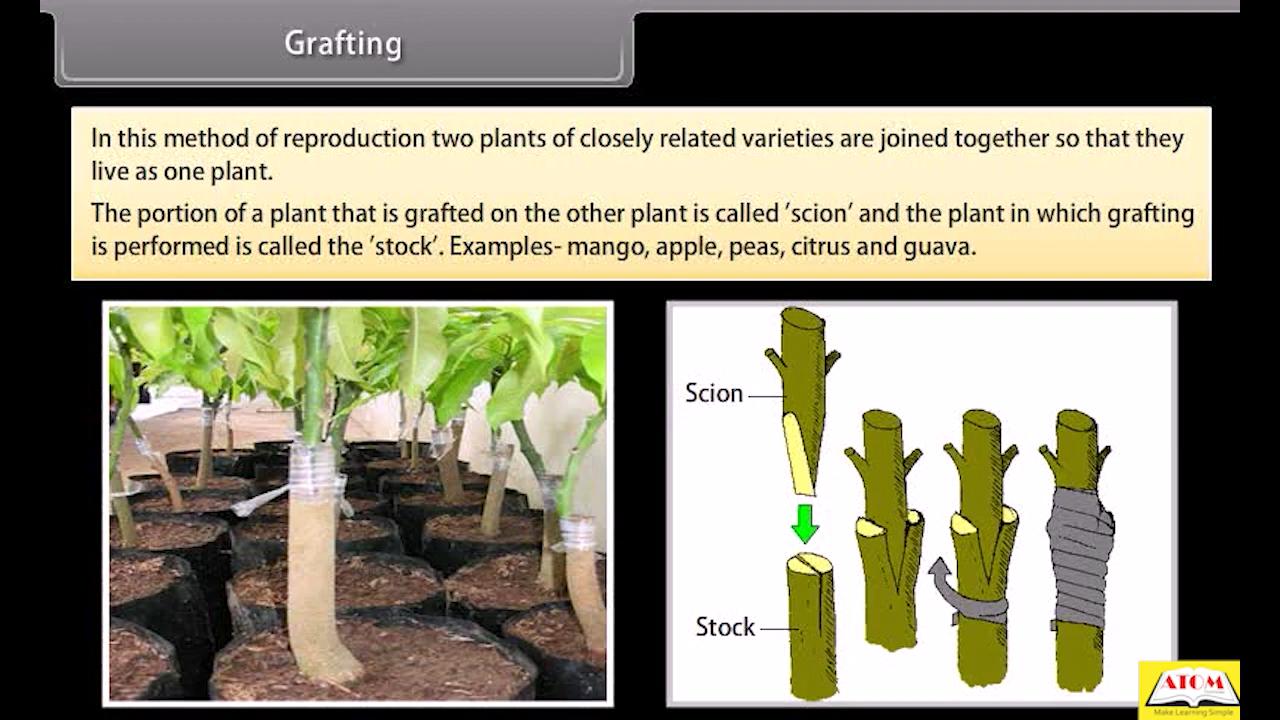 Grafting
In this method of reproduction two plants of closely related varieties are joined together so that they
live as one plant.
The portion of a plant that is grafted on the other plant is called ’scion’ and the plant in which grafting
is performed is called the ’stock’. Examples- mango, apple, peas, citrus and guava.
Scion
Stock
ATOM
Make Learning Simple